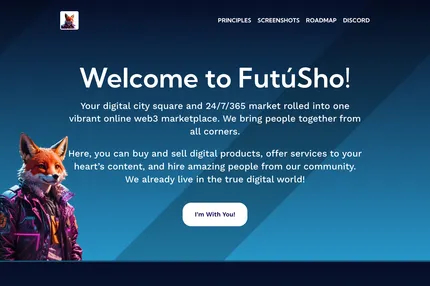 PRINCIPLES SCREENSHOTS ROADMAP DISCORD
Welcome to FutúSho!
Your digital city square and 24/7/365 market rolled into one
vibrant online web3 marketplace. We bring people together from
all corners.
Here, you can buy and sell digital products, offer services to your
heart's content, and hire amazing people from our community.
We already live in the true digital world!
I'm With You!